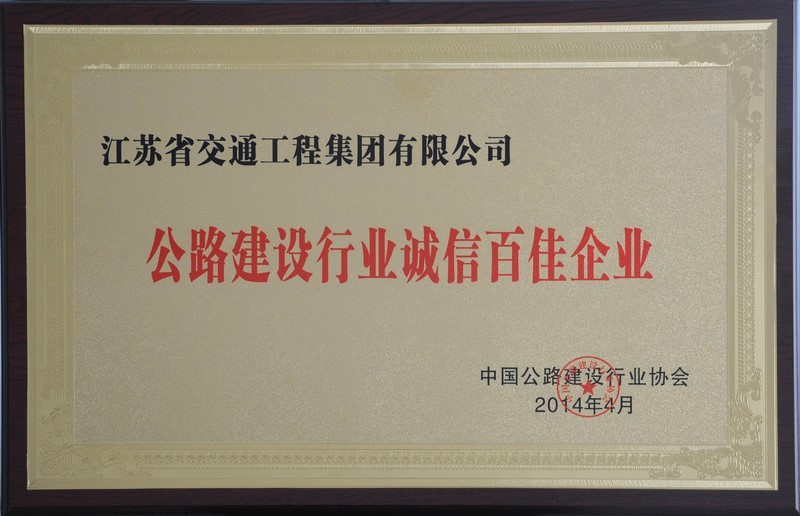 江苏省交通工程集团有限公司
公路建设行业诚信百佳企业
中国公路建设行业协会
2014年4月